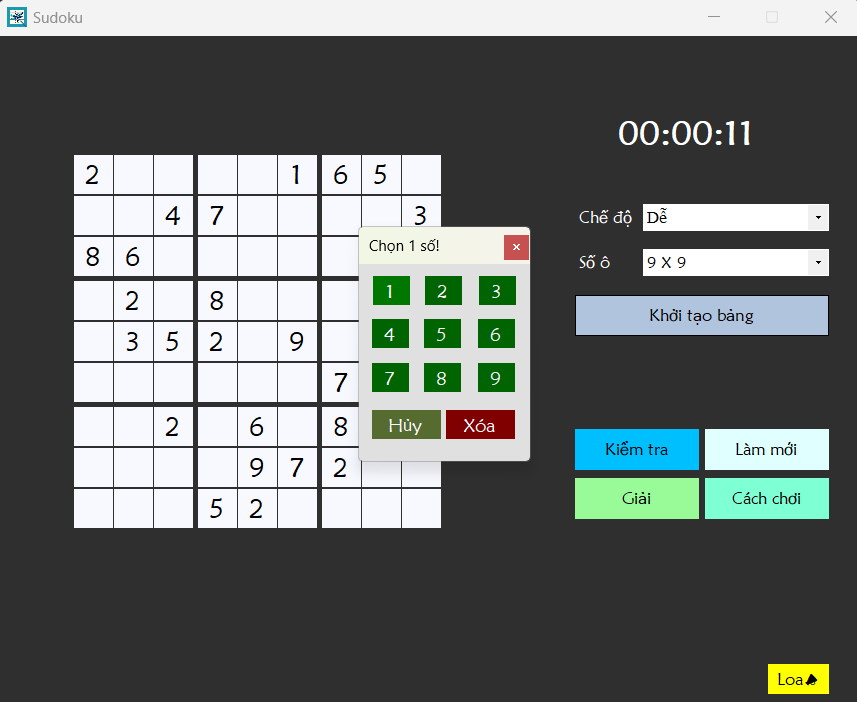 Sudoku
00:00:11
2 1 6 5
4 7 3
8 6
2 8
3 5 2 9
7
2 6 8
9 7 2
5 2
Chọn 1 số!
1 2 3
4 5 6
7 8 9
Hủy Xóa
Chế độ Dễ
Số ô 9 X 9
Khởi tạo bảng
Kiểm tra Làm mới
Giải Cách chơi